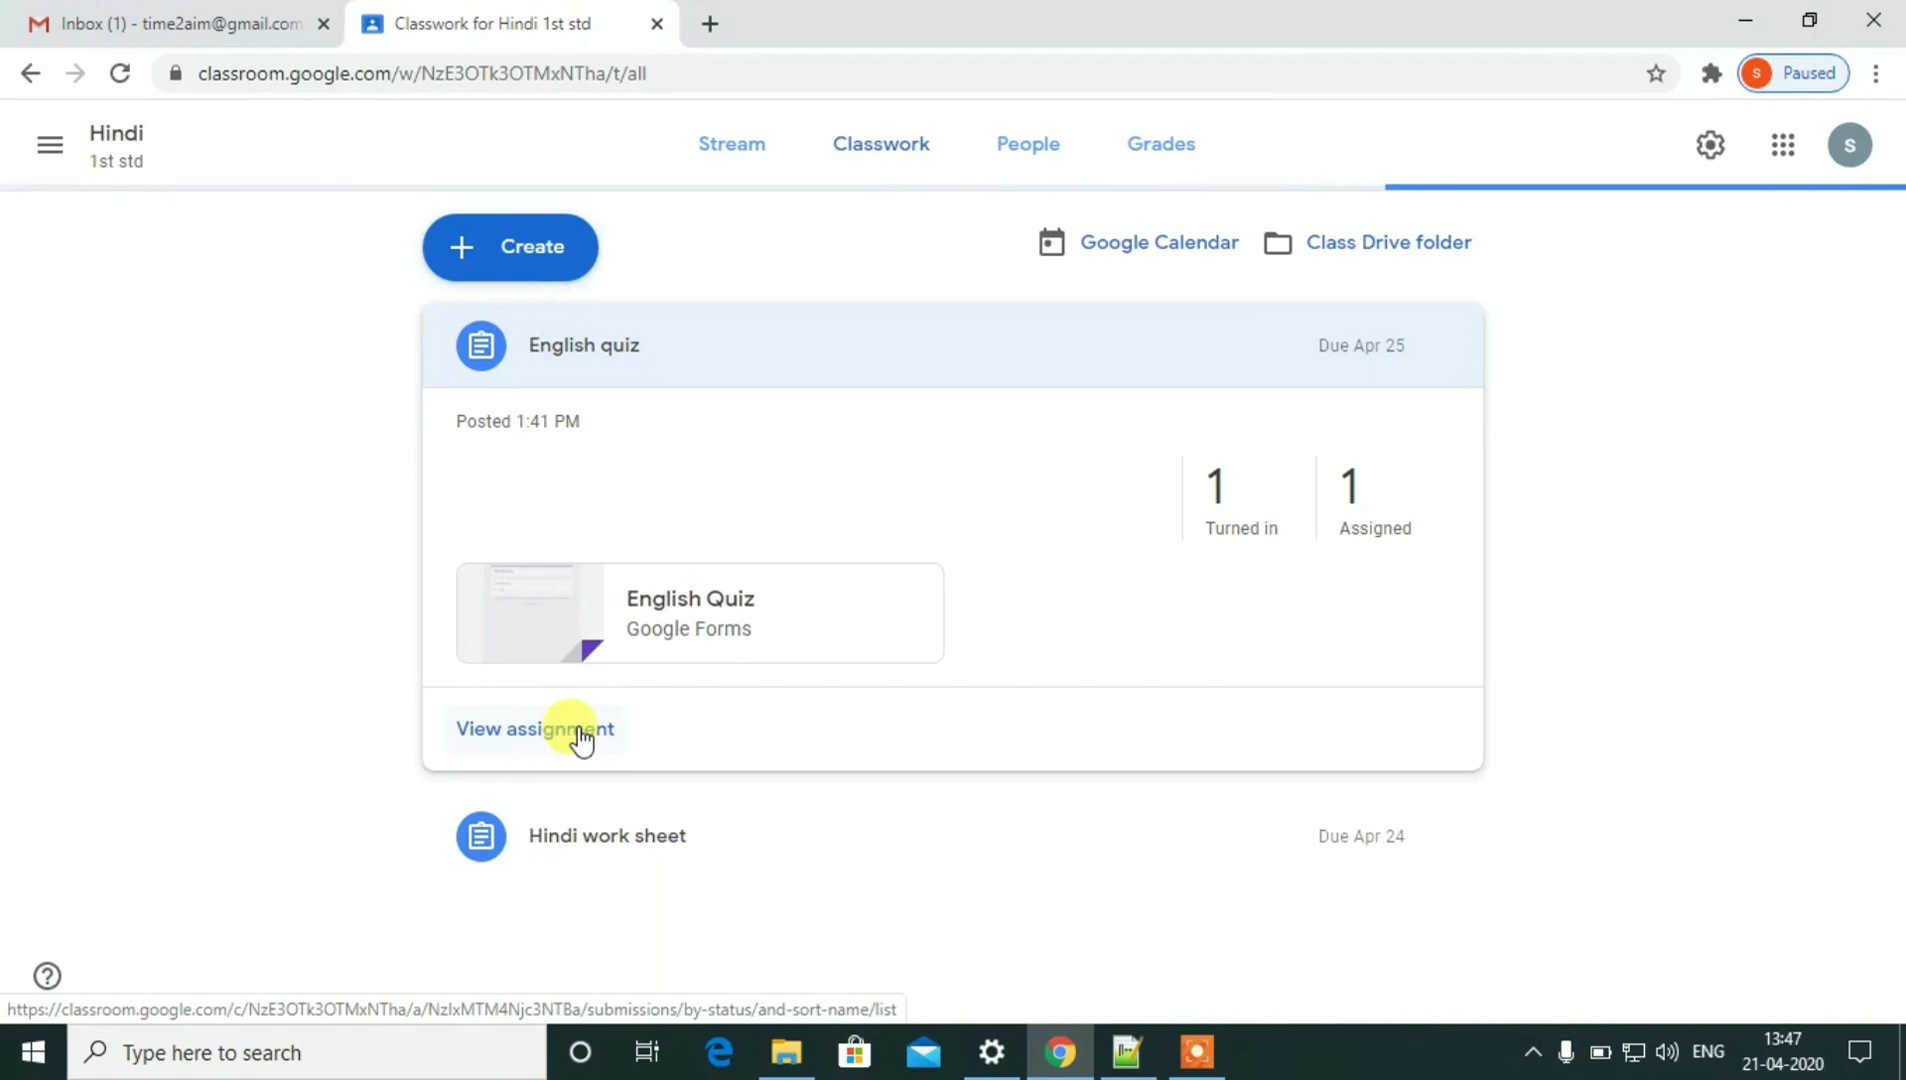 Inbox (1) - time2aim@gmail.com
Classwork for Hindi 1st std
classroom.google.com/w/NzE3OTk3OTMxNTha/t/all
S
Paused
Hindi
1st std
Stream
Classwork
People
Grades
S
Create
Google Calendar
Class Drive folder
English quiz
Due Apr 25
Posted 1:41 PM
1
Turned in
1
Assigned
English Quiz
Google Forms
View assignment
Hindi work sheet
Due Apr 24
https://classroom.google.com/c/NzE3OTk3OTMxNTha/a/NzIxMTM4Njc3NTBa/submissions/by-status/and-sort-name/list
Type here to search
ENG
13:47
21-04-2020